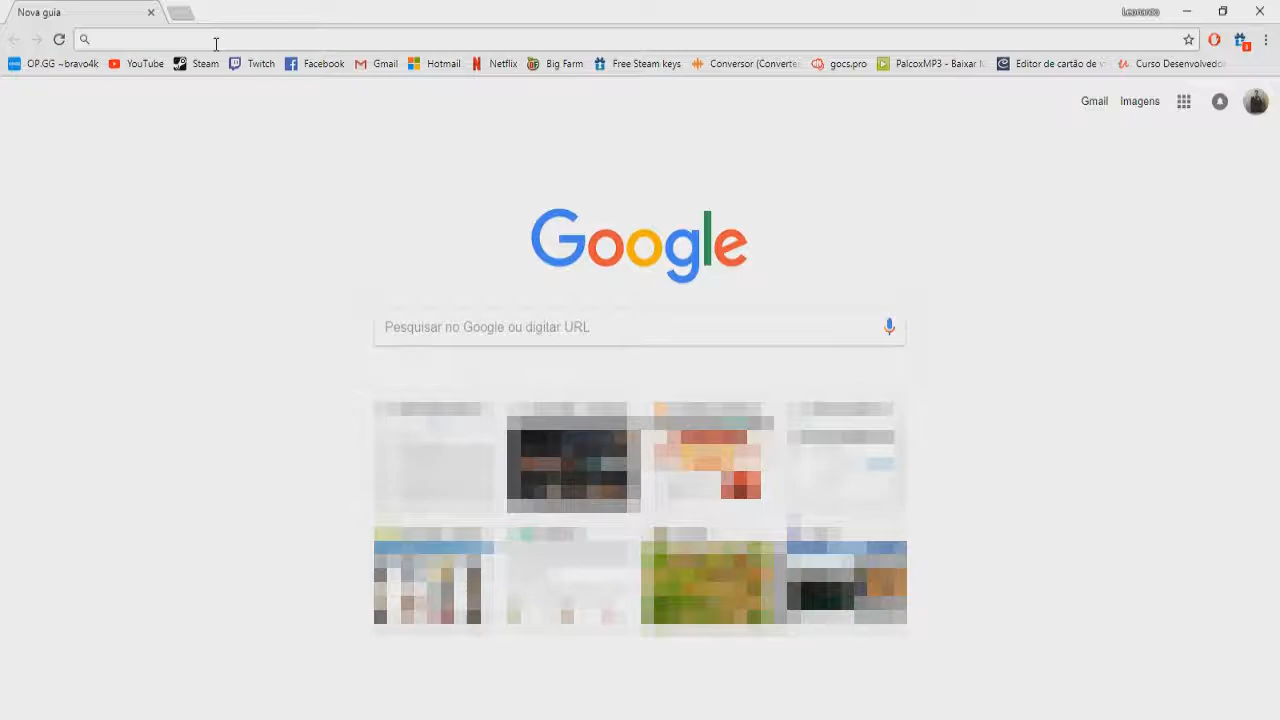 Nova guia
Leonardo
OP.GG ~bravo4k YouTube Steam Twitch Facebook Gmail Hotmail Netflix Big Farm Free Steam keys Conversor (Converte goaz.pro PalcoxMP3 - Baixar Editor de cartão de Curso Desenvolvedo
Gmail Imagens
Google
Pesquisar no Google ou digitar URL